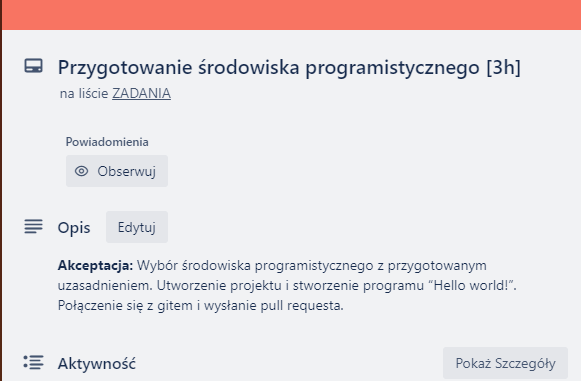 Przygotowanie środowiska programistycznego [3h]
na liście ZADANIA
Powiadomienia
Obserwuj
Opis
Edytuj
Akceptacja: Wybór środowiska programistycznego z przygotowanym
uzasadnieniem. Utworzenie projektu i stworzenie programu “Hello world!”.
Połączenie się z gitem i wysłanie pull requesta.
Aktywność
Pokaż Szczegóły